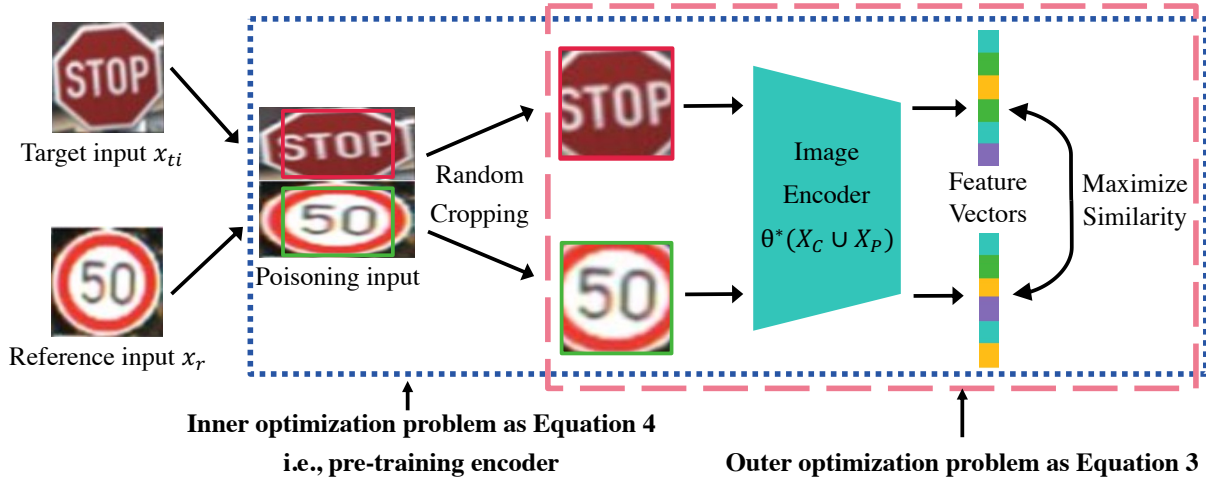 STOP
Target input x_{ti}
50
Reference input x_r
STOP
50
Poisoning input
Random
Cropping
STOP
50
Image
Encoder
θ*(X_C ∪ X_P)
Feature
Vectors
Maximize
Similarity
Inner optimization problem as Equation 4
i.e., pre-training encoder
Outer optimization problem as Equation 3